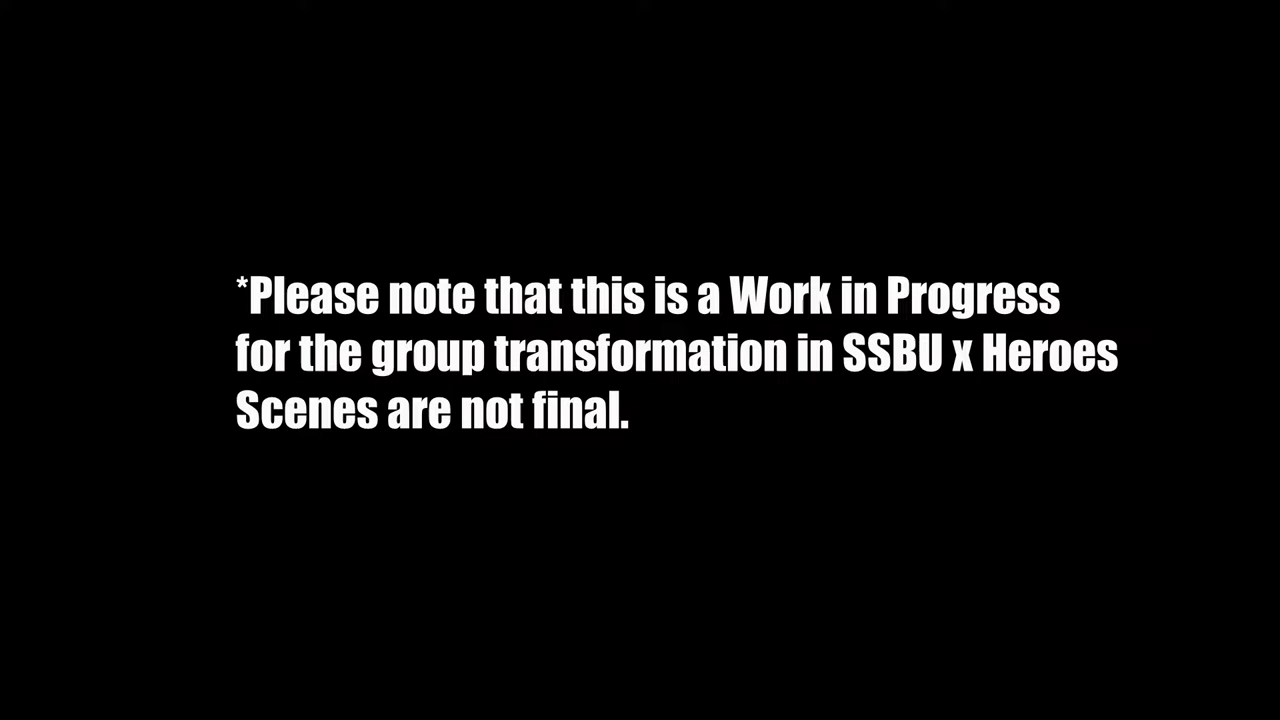 *Please note that this is a Work in Progress
for the group transformation in SSBU x Heroes
Scenes are not final.